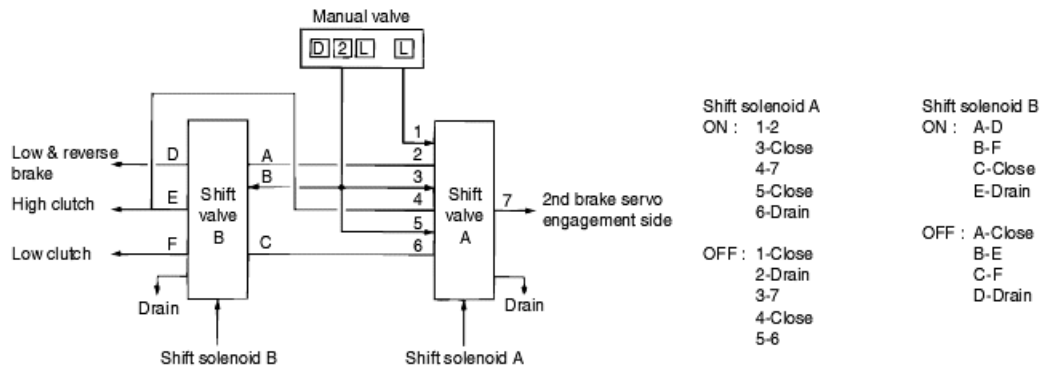 Manual valve
D 2 L L
Low & reverse
brake
High clutch
Low clutch
D
E
F
A
B
C
Shift
valve
B
1
2
3
4
5
6
Shift
valve
A
7
2nd brake servo
engagement side
Drain
Drain
Shift solenoid B
Shift solenoid A
Shift solenoid A
ON : 1-2
3-Close
4-7
5-Close
6-Drain
OFF : 1-Close
2-Drain
3-7
4-Close
5-6
Shift solenoid B
ON : A-D
B-F
C-Close
E-Drain
OFF : A-Close
B-E
C-F
D-Drain